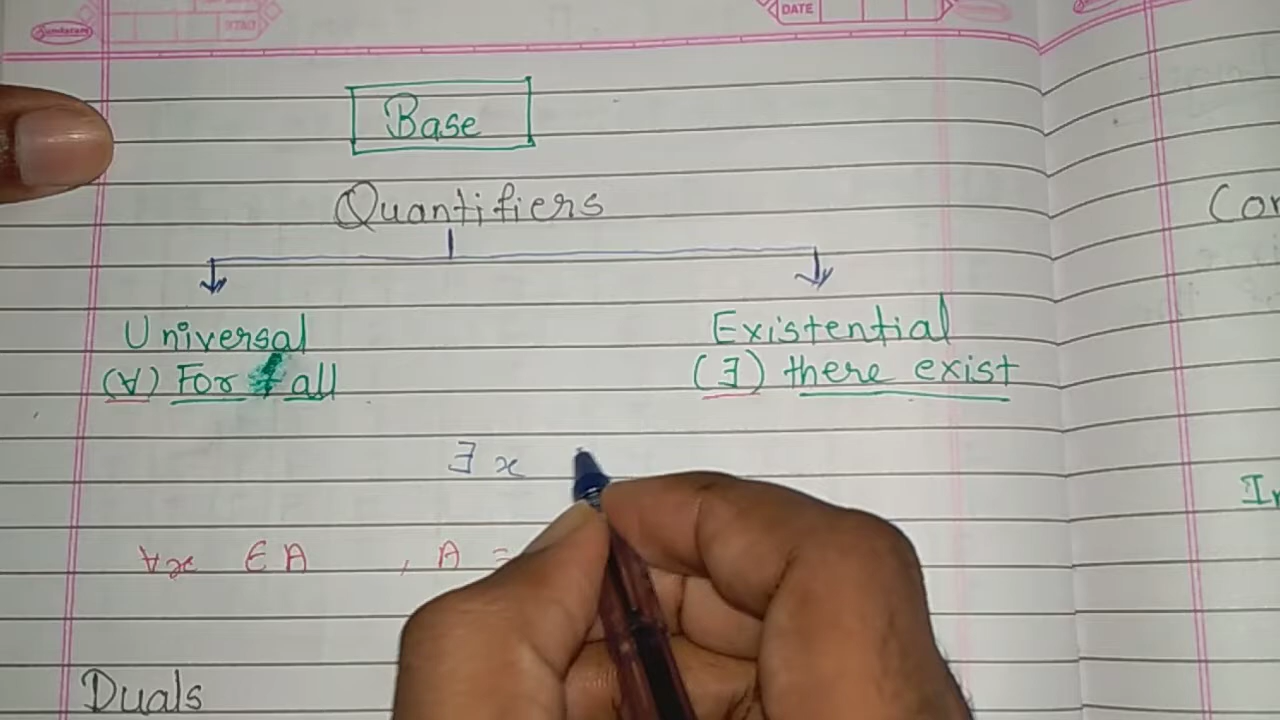 DATE
Base
Quantifiers
Universal
Existential
(∀) For all
(∃) there exist
∃ x
∀x ∈ A , A =
Duals